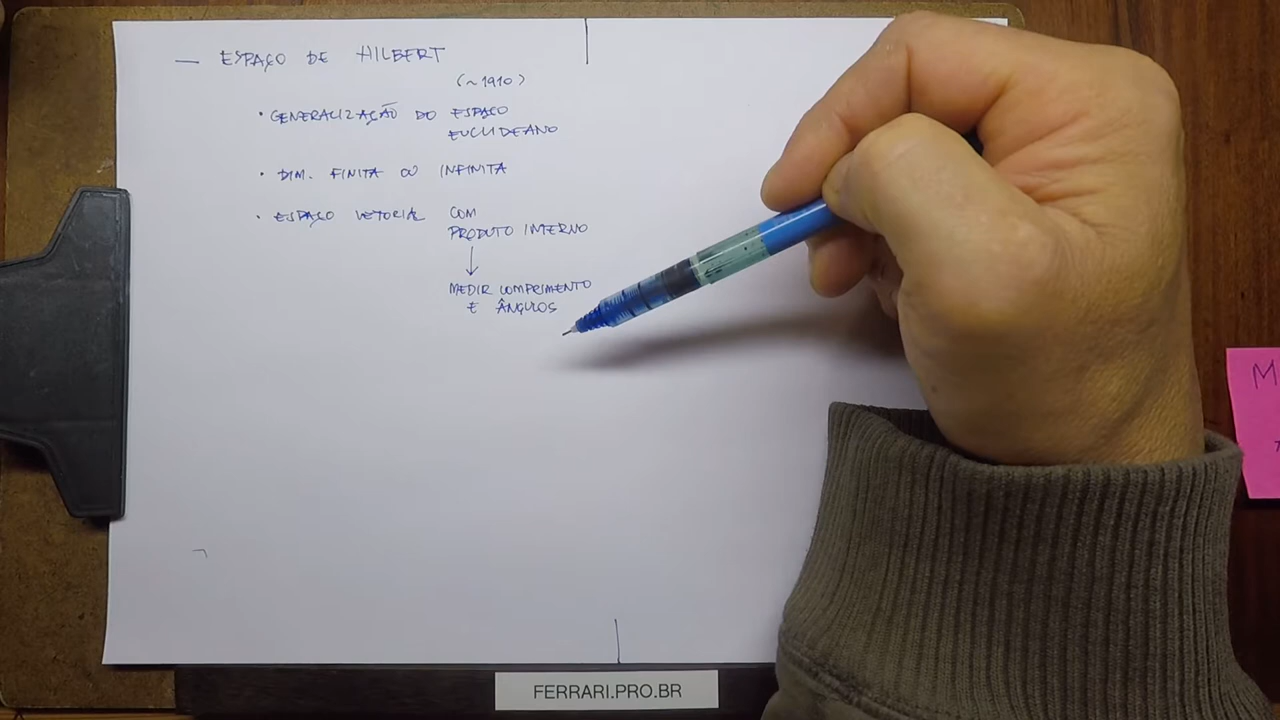 — ESPAÇO DE HILBERT
(~1910)
• GENERALIZAÇÃO DO ESPAÇO
EUCLIDEANO
• DIM. FINITA OU INFINITA
• ESPAÇO VETORIAL COM
PRODUTO INTERNO
↓
MEDIR COMPRIMENTO
E ÂNGULOS
M
FERRARI.PRO.BR